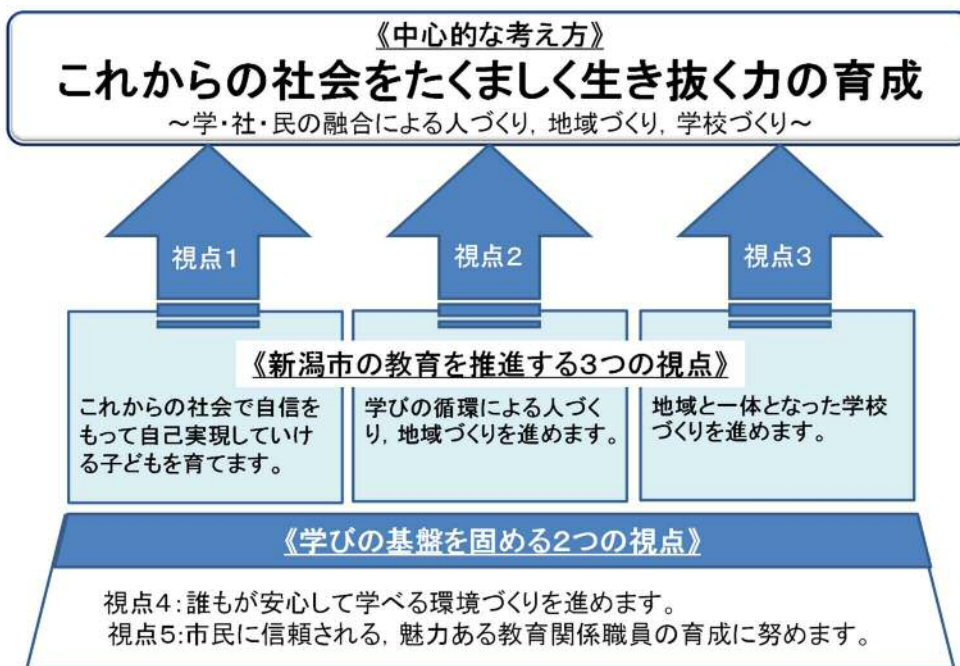 《中心的な考え方》
これからの社会をたくましく生き抜く力の育成
～学・社・民の融合による人づくり，地域づくり，学校づくり～
視点1
視点2
視点3
《新潟市の教育を推進する3つの視点》
これからの社会で自信を
もって自己実現していけ
る子どもを育てます。
学びの循環による人づく
り，地域づくりを進めます。
地域と一体となった学校
づくりを進めます。
《学びの基盤を固める2つの視点》
視点4：誰もが安心して学べる環境づくりを進めます。
視点5：市民に信頼される，魅力ある教育関係職員の育成に努めます。